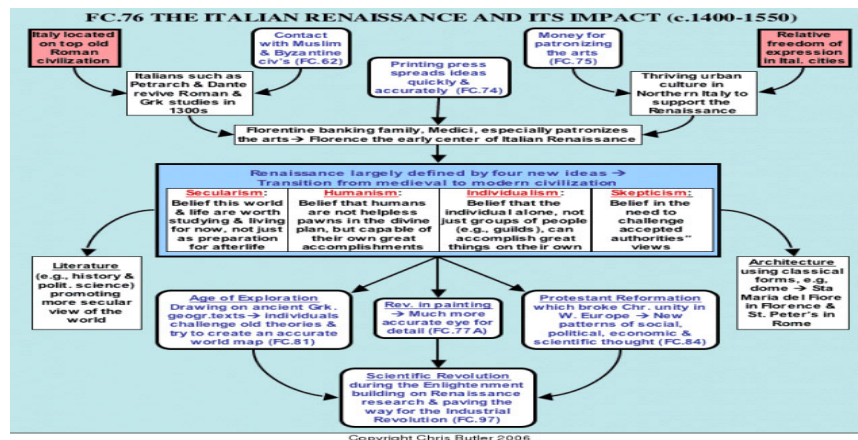 FC.76 THE ITALIAN RENAISSANCE AND ITS IMPACT (c.1400-1550)
Italy located
on top old
Roman
civilization
Contact
with Muslim
& Byzantine
civ's (FC.62)
Printing press
spreads ideas
quickly &
accurately (FC.74)
Money for
patronizing
the arts
(FC.75)
Relative
freedom of
expression
in Ital. cities
Italians such as
Petrarch & Dante
revive Roman &
Grk studies in
1300s
Thriving urban
culture in
Northern Italy to
support the
Renaissance
Florentine banking family, Medici, especially patronizes
the arts→ Florence the early center of Italian Renaissance
Renaissance largely defined by four new ideas →
Transition from medieval to modern civilization
Secularism:
Belief this world
& life are worth
studying & living
for now, not just
as preparation
for afterlife
Humanism:
Belief that humans
are not helpless
pawns in the divine
plan, but capable of
their own great
accomplishments
Individualism:
Belief that the
individual alone, not
just groups of people
(e.g., guilds), can
accomplish great
things on their own
Skepticism:
Belief in the
need to
challenge
accepted
authorities"
views
Literature
(e.g., history &
polit. science)
promoting
more secular
view of the
world
Age of Exploration
Drawing on ancient Grk.
geogr.texts→ individuals
challenge old theories &
try to create an accurate
world map (FC.81)
Rev. in painting
→ Much more
accurate eye for
detail (FC.77A)
Protestant Reformation
which broke Chr. unity in
W. Europe → New
patterns of social,
political, economic &
scientific thought (FC.84)
Architecture
using classical
forms, e.g,
dome → Sta
Maria del Fiore
in Florence &
St. Peter's in
Rome
Scientific Revolution
during the Enlightenment
building on Renaissance
research & paving the
way for the Industrial
Revolution (FC.97)
Copyright Chris Butler 2006